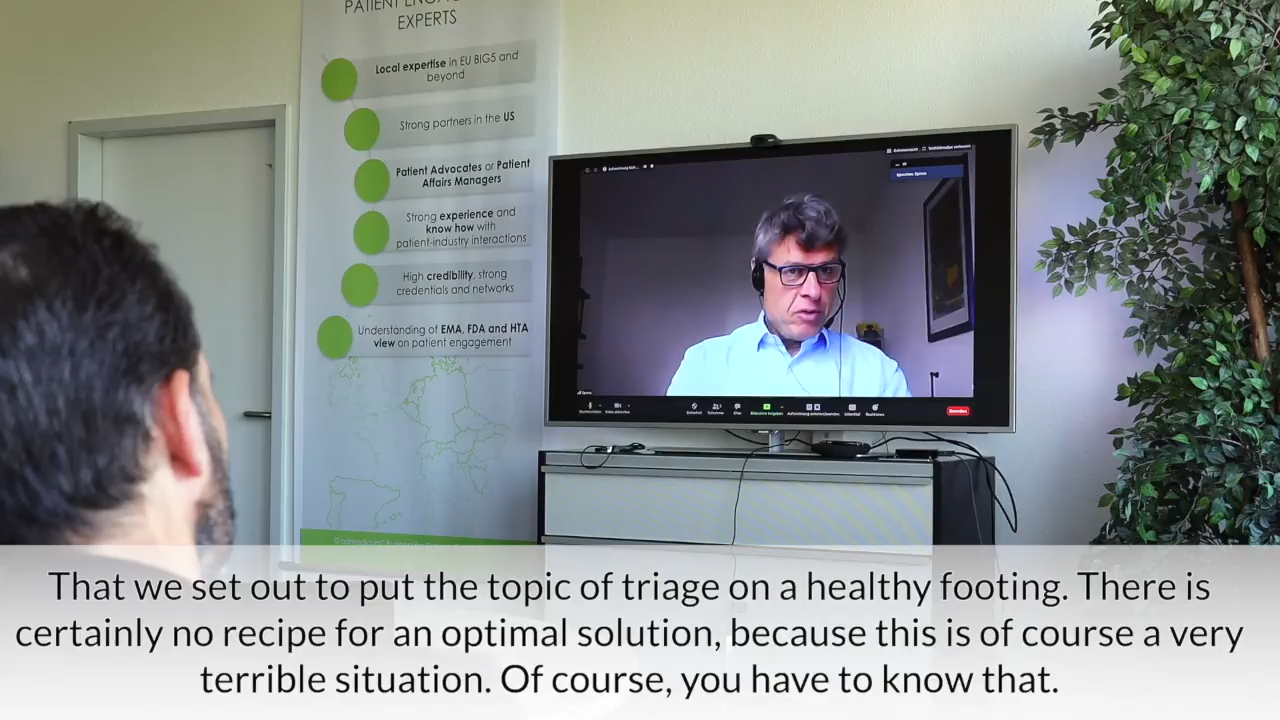 PATIENT
EXPERTS
Local expertise in EU BIG5 and
beyond
Strong partners in the US
Patient Advocates or Patient
Affairs Managers
Strong experience and
know how with
patient-industry interactions
High credibility, strong
credentials and networks
Understanding of EMA, FDA and HTA
view on patient engagement
That we set out to put the topic of triage on a healthy footing. There is
certainly no recipe for an optimal solution, because this is of course a very
terrible situation. Of course, you have to know that.